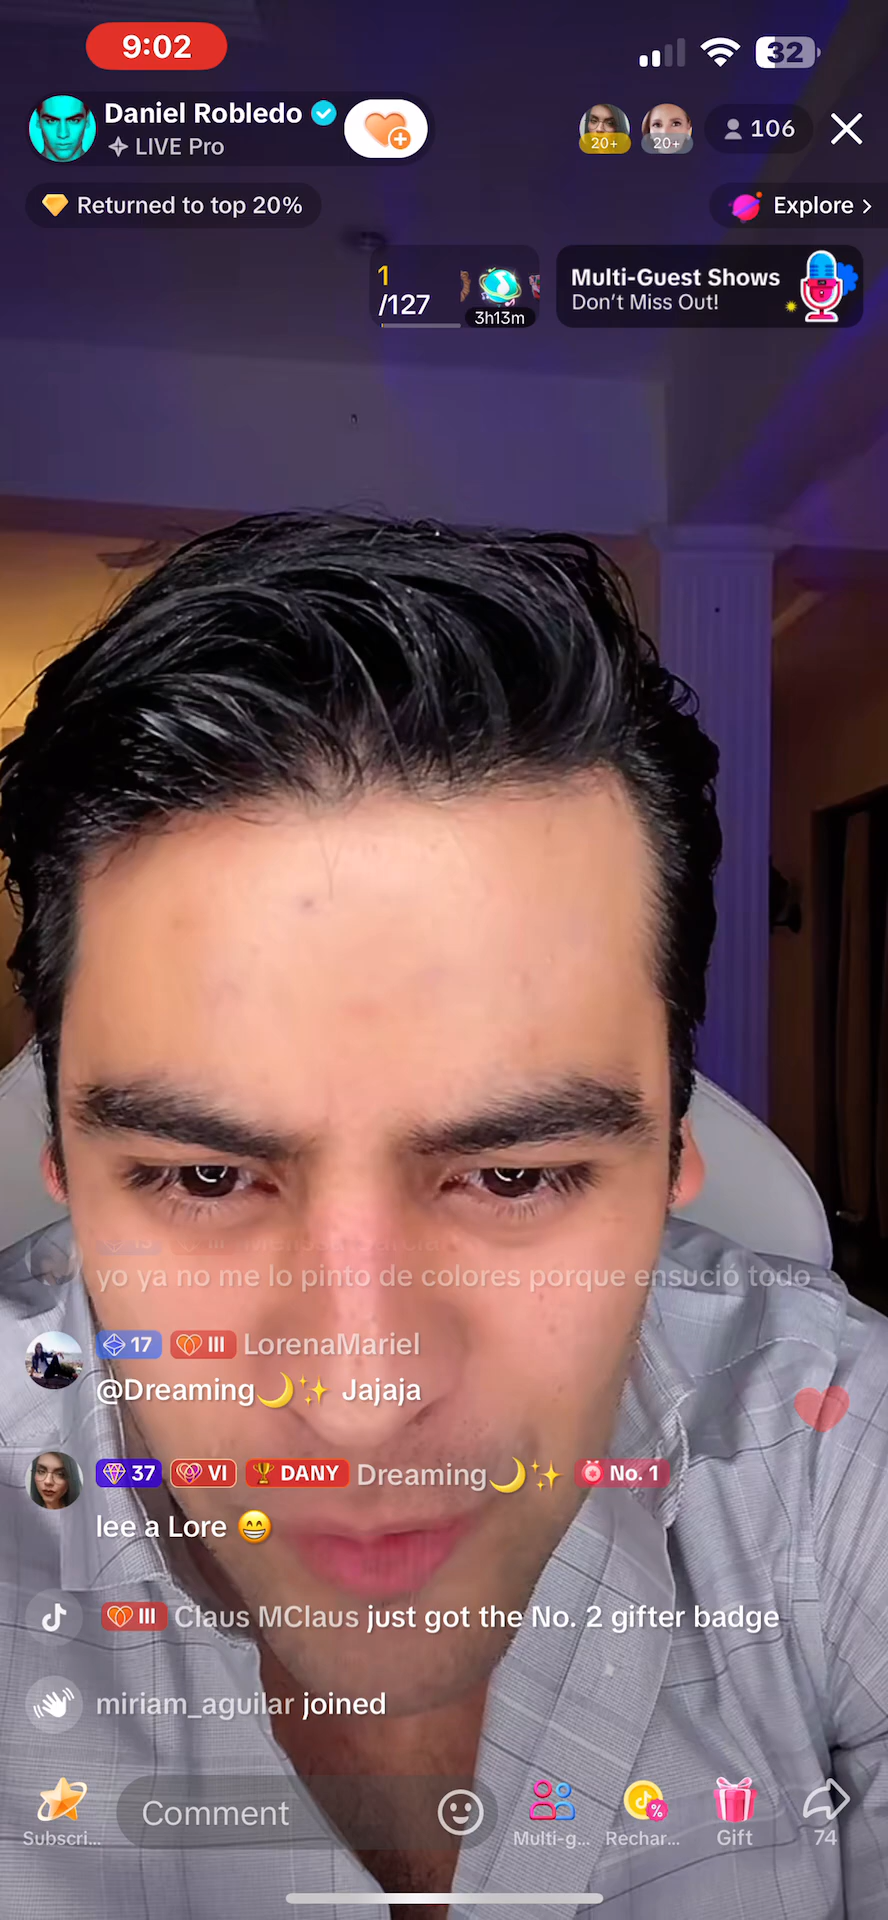 9:02
32
Daniel Robledo
LIVE Pro
20+
20+
106
Returned to top 20%
Explore >
1
/127
3h13m
Multi-Guest Shows
Don't Miss Out!
yo ya no me lo pinto de colores porque ensució todo
17 III LorenaMariel
@Dreaming🌙✨ Jajaja
37 VI DANY Dreaming🌙✨ No. 1
lee a Lore 😁
III Claus MClaus just got the No. 2 gifter badge
miriam_aguilar joined
Subscri...
Comment
Multi-g...
Rechar...
Gift
74